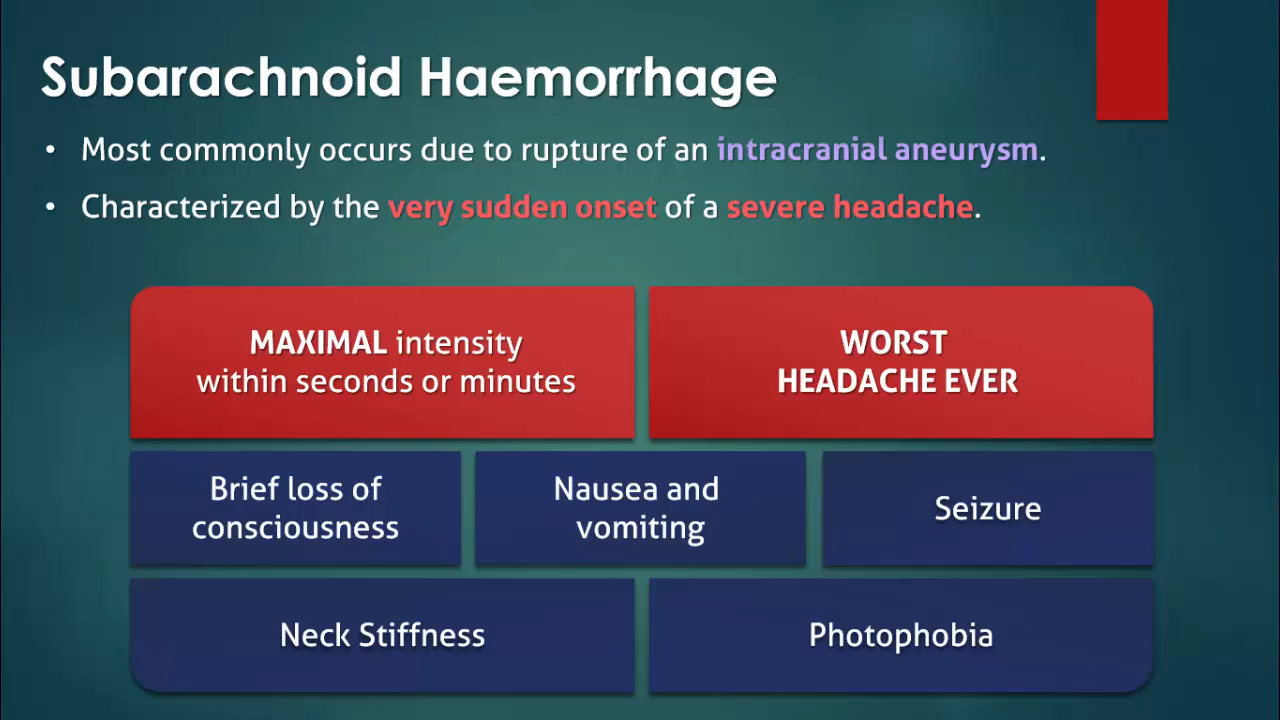 Subarachnoid Haemorrhage
• Most commonly occurs due to rupture of an intracranial aneurysm.
• Characterized by the very sudden onset of a severe headache.
MAXIMAL intensity
within seconds or minutes
WORST
HEADACHE EVER
Brief loss of
consciousness
Nausea and
vomiting
Seizure
Neck Stiffness
Photophobia